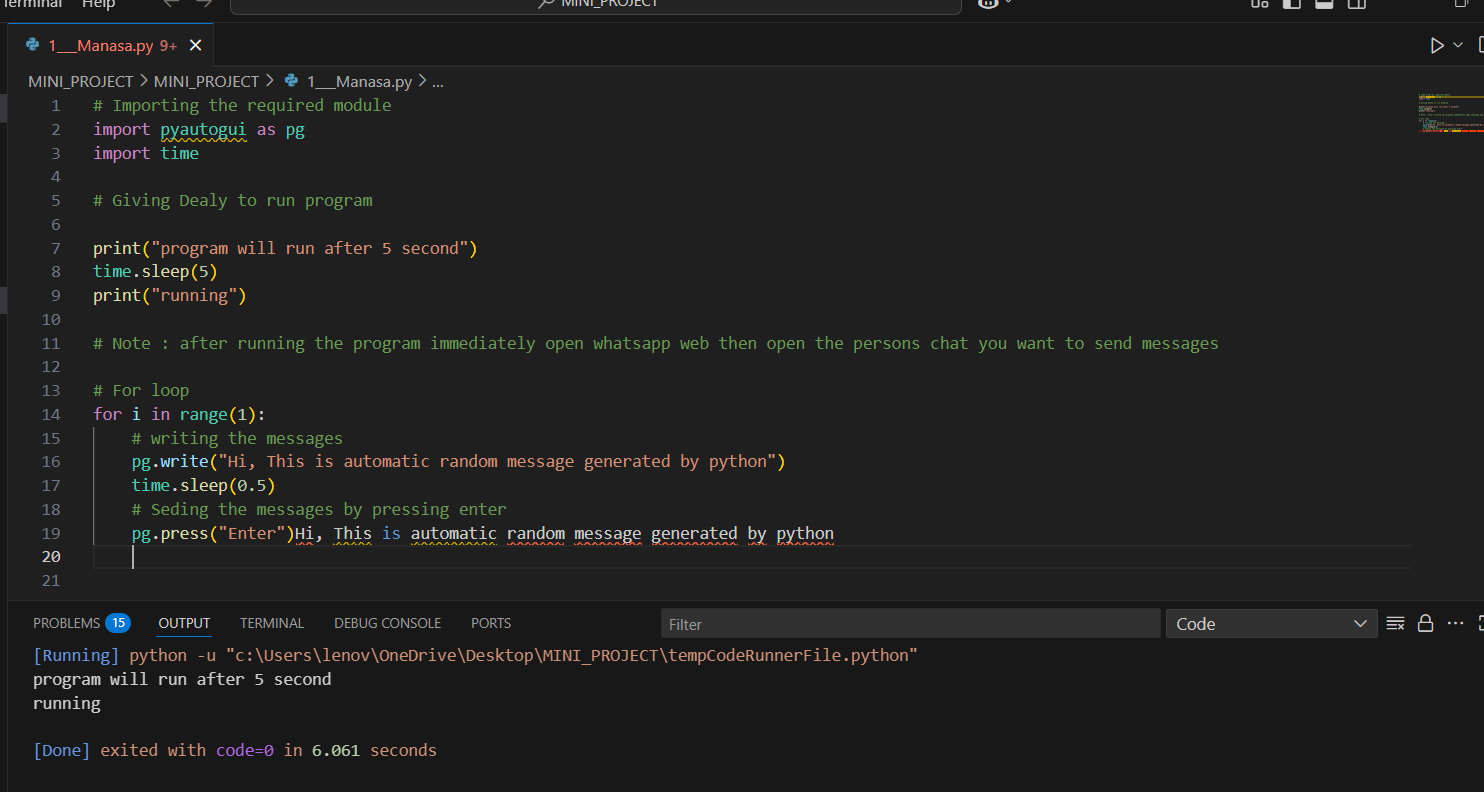 Terminal Help MINI_PROJECT
1__Manasa.py 9+
MINI_PROJECT > MINI_PROJECT > 1__Manasa.py > ...
1 # Importing the required module
2 import pyautogui as pg
3 import time
4
5 # Giving Dealy to run program
6
7 print("program will run after 5 second")
8 time.sleep(5)
9 print("running")
10
11 # Note : after running the program immediately open whatsapp web then open the persons chat you want to send messages
12
13 # For loop
14 for i in range(1):
15     # writing the messages
16     pg.write("Hi, This is automatic random message generated by python")
17     time.sleep(0.5)
18     # Seding the messages by pressing enter
19     pg.press("Enter")Hi, This is automatic random message generated by python
20
21
PROBLEMS 15 OUTPUT TERMINAL DEBUG CONSOLE PORTS Filter Code
[Running] python -u "c:\Users\lenov\OneDrive\Desktop\MINI_PROJECT\tempCodeRunnerFile.python"
program will run after 5 second
running
[Done] exited with code=0 in 6.061 seconds